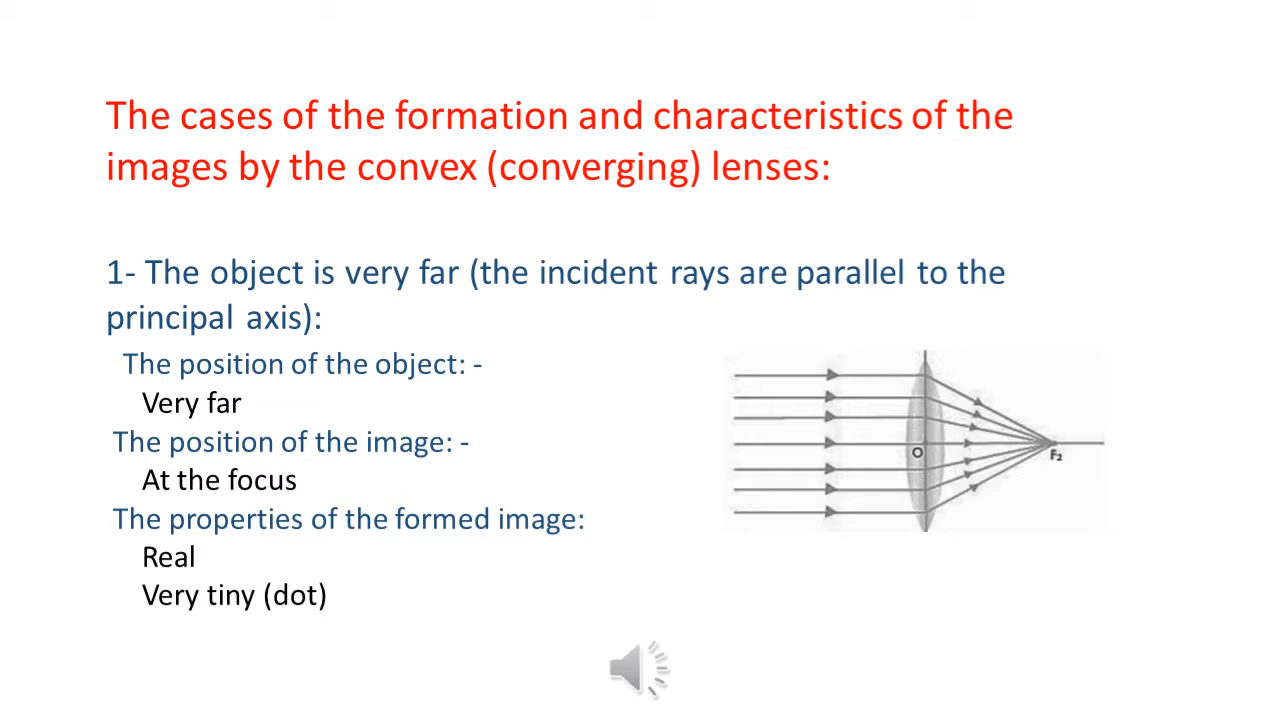 The cases of the formation and characteristics of the
images by the convex (converging) lenses:
1- The object is very far (the incident rays are parallel to the
principal axis):
The position of the object: -
Very far
The position of the image: -
At the focus
The properties of the formed image:
Real
Very tiny (dot)
O
F₂